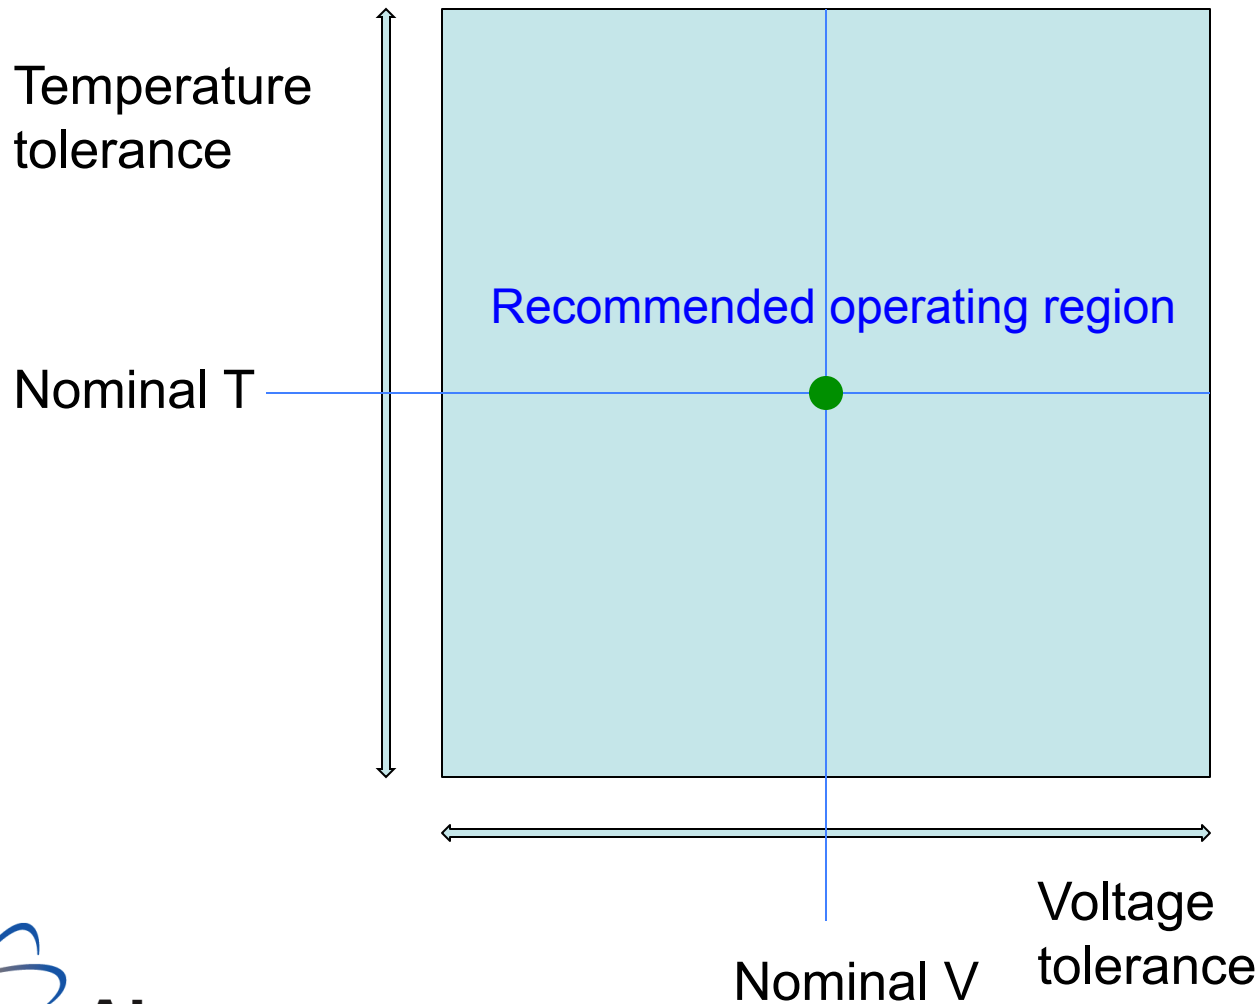 Temperature
tolerance
Recommended operating region
Nominal T
Voltage
tolerance
Nominal V